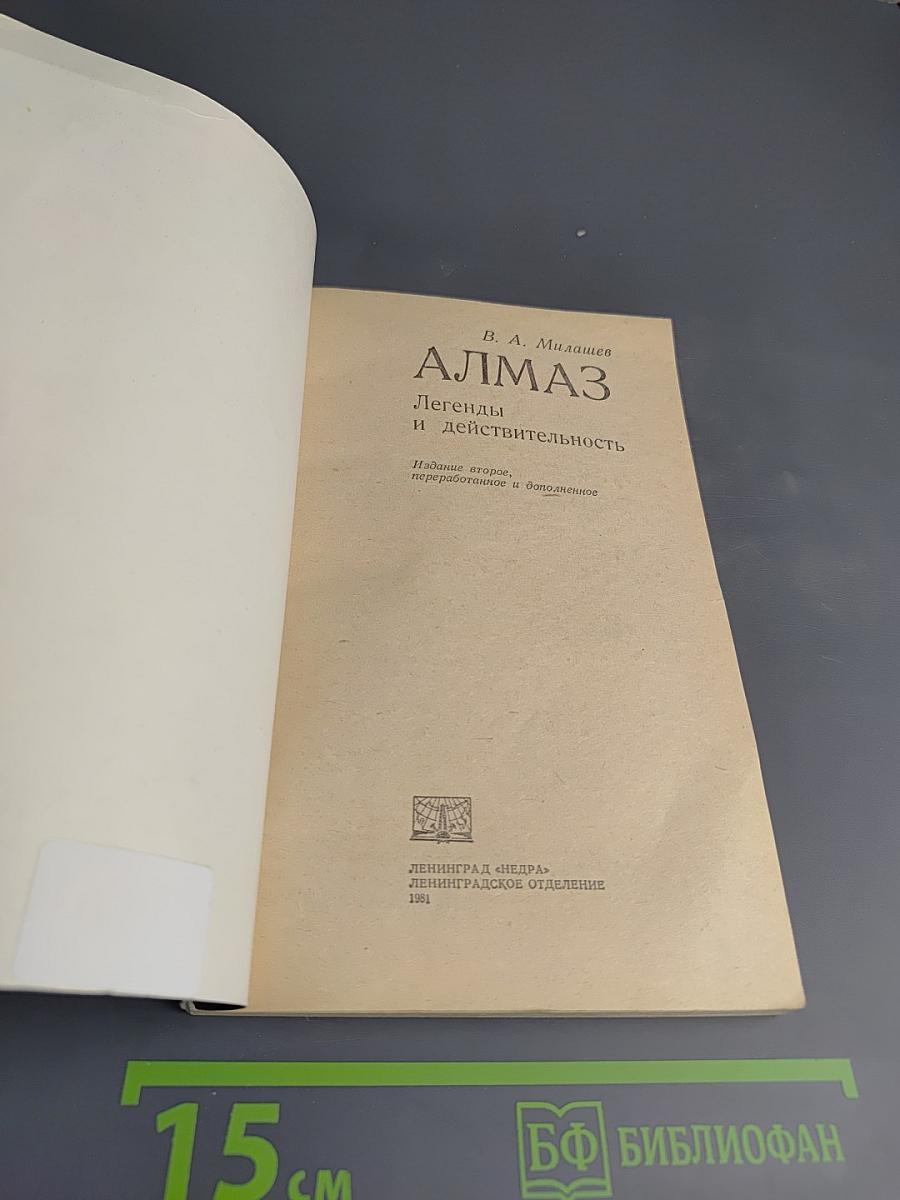 В. А. Милашев
АЛМАЗ
Легенды
и действительность
Издание второе,
переработанное и дополненное
ЛЕНИНГРАД «НЕДРА»
ЛЕНИНГРАДСКОЕ ОТДЕЛЕНИЕ
1981
15 см
БФ БИБЛИОФАН